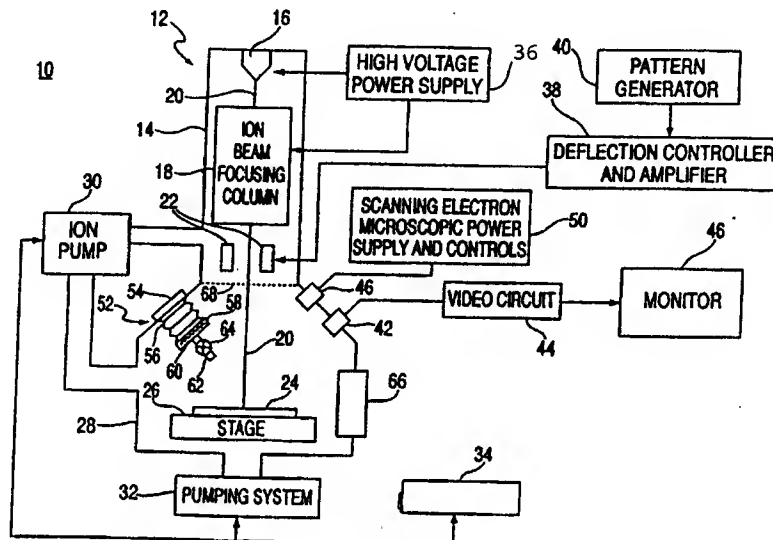 12
16
10
20
HIGH VOLTAGE
POWER SUPPLY
36
40
PATTERN
GENERATOR
14
18
ION
BEAM
FOCUSING
COLUMN
38
DEFLECTION CONTROLLER
AND AMPLIFIER
30
ION
PUMP
22
SCANNING ELECTRON
MICROSCOPIC POWER
SUPPLY AND CONTROLS
50
46
MONITOR
54
52
68
58
46
42
VIDEO CIRCUIT
44
56
64
60
62
20
24
66
26
STAGE
28
34
32
PUMPING SYSTEM